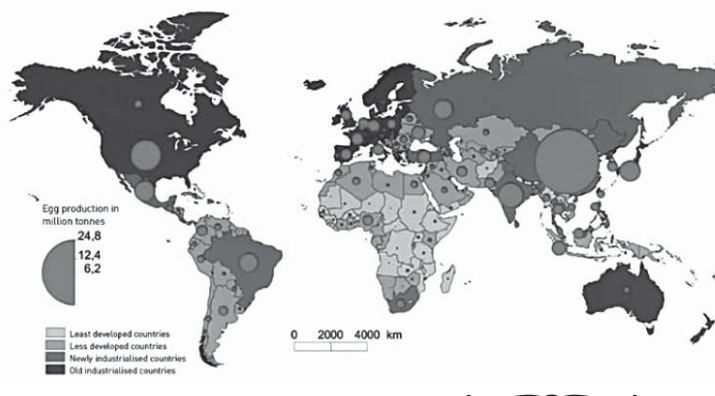 Egg production in
million tonnes
24,8
12,4
6,2
Least developed countries
Less developed countries
Newly industrialised countries
Old industrialised countries
0 2000 4000 km